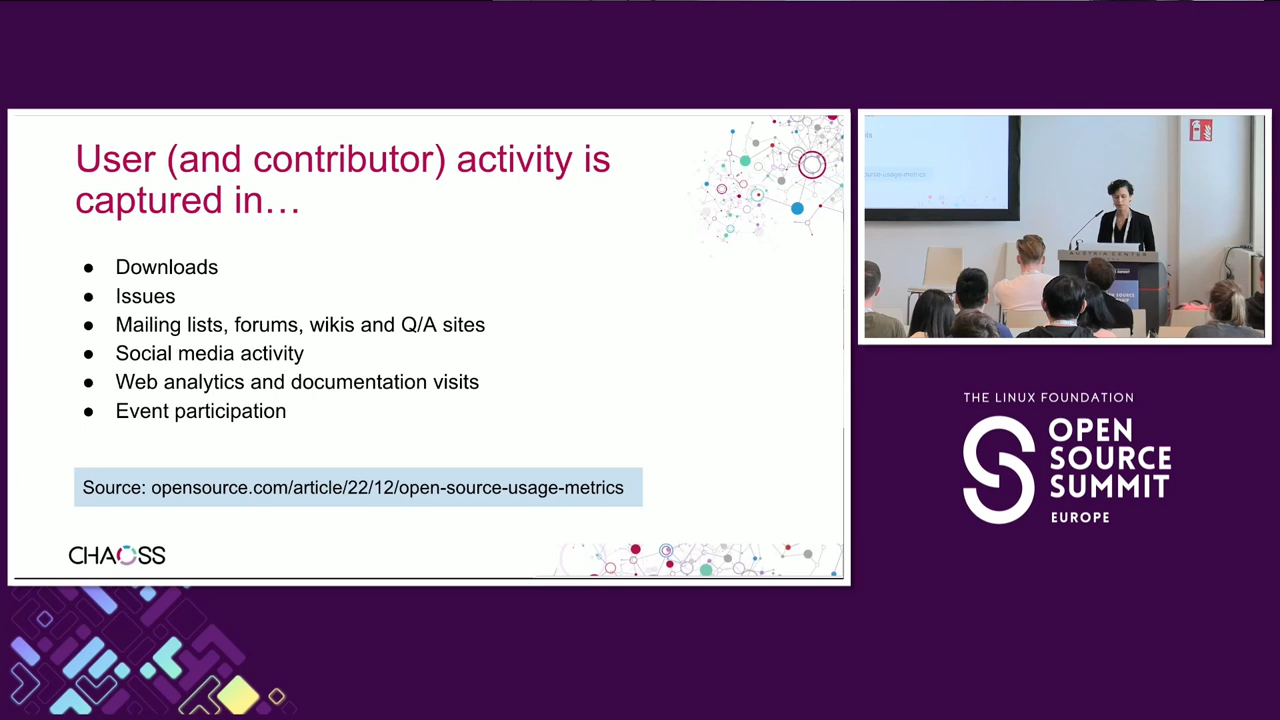 User (and contributor) activity is
captured in…
● Downloads
● Issues
● Mailing lists, forums, wikis and Q/A sites
● Social media activity
● Web analytics and documentation visits
● Event participation
Source: opensource.com/article/22/12/open-source-usage-metrics
CHAOSS
AUSTRIA CENTER
THE LINUX FOUNDATION
OPEN
SOURCE
SUMMIT
EUROPE